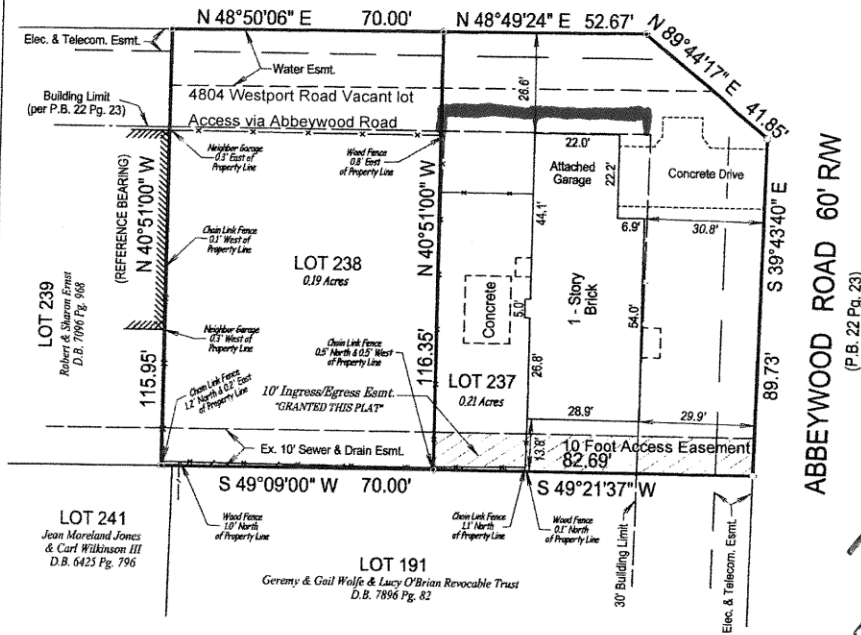 N 48°50'06" E 70.00'
N 48°49'24" E 52.67'
N 89°44'17" E 41.85'
Elec. & Telecom. Esmt.
Water Esmt.
Building Limit
(per P.B. 22 Pg. 23)
4804 Westport Road Vacant lot
Access via Abbeywood Road
26.6'
Neighbor Garage
0.3' East of
Property Line
Wood Fence
0.8' East
of Property Line
22.0'
Attached
Garage
22.2'
Concrete Drive
6.9'
30.8'
(REFERENCE BEARING)
N 40°51'00" W
115.95'
Chain Link Fence
0.1' West of
Property Line
LOT 238
0.19 Acres
N 40°51'00" W
116.35'
44.1'
S 39°43'40" E
89.73'
ABBEYWOOD ROAD 60' R/W
(P.B. 22 Pg. 23)
LOT 239
Robert & Sharon Ernst
D.B. 7096 Pg. 968
Concrete
5.0'
1 - Story
Brick
64.0'
Neighbor Garage
0.3' West of
Property Line
Chain Link Fence
0.5' North & 0.5' West
of Property Line
26.8'
LOT 237
0.21 Acres
Chain Link Fence
1.2' North & 0.2' East
of Property Line
10' Ingress/Egress Esmt.
"GRANTED THIS PLAT"
28.9'
29.9'
Ex. 10' Sewer & Drain Esmt.
13.8'
10 Foot Access Easement
82.69'
S 49°09'00" W 70.00'
S 49°21'37" W
LOT 241
Jean Moreland Jones
& Carl Wilkinson III
D.B. 6425 Pg. 796
Wood Fence
1.0' North
of Property Line
Chain Link Fence
1.1' North
of Property Line
Wood Fence
0.1' North
of Property Line
LOT 191
Geremy & Gail Wolfe & Lucy O'Brian Revocable Trust
D.B. 7896 Pg. 82
30' Building Limit
Elec. & Telecom. Esmt.